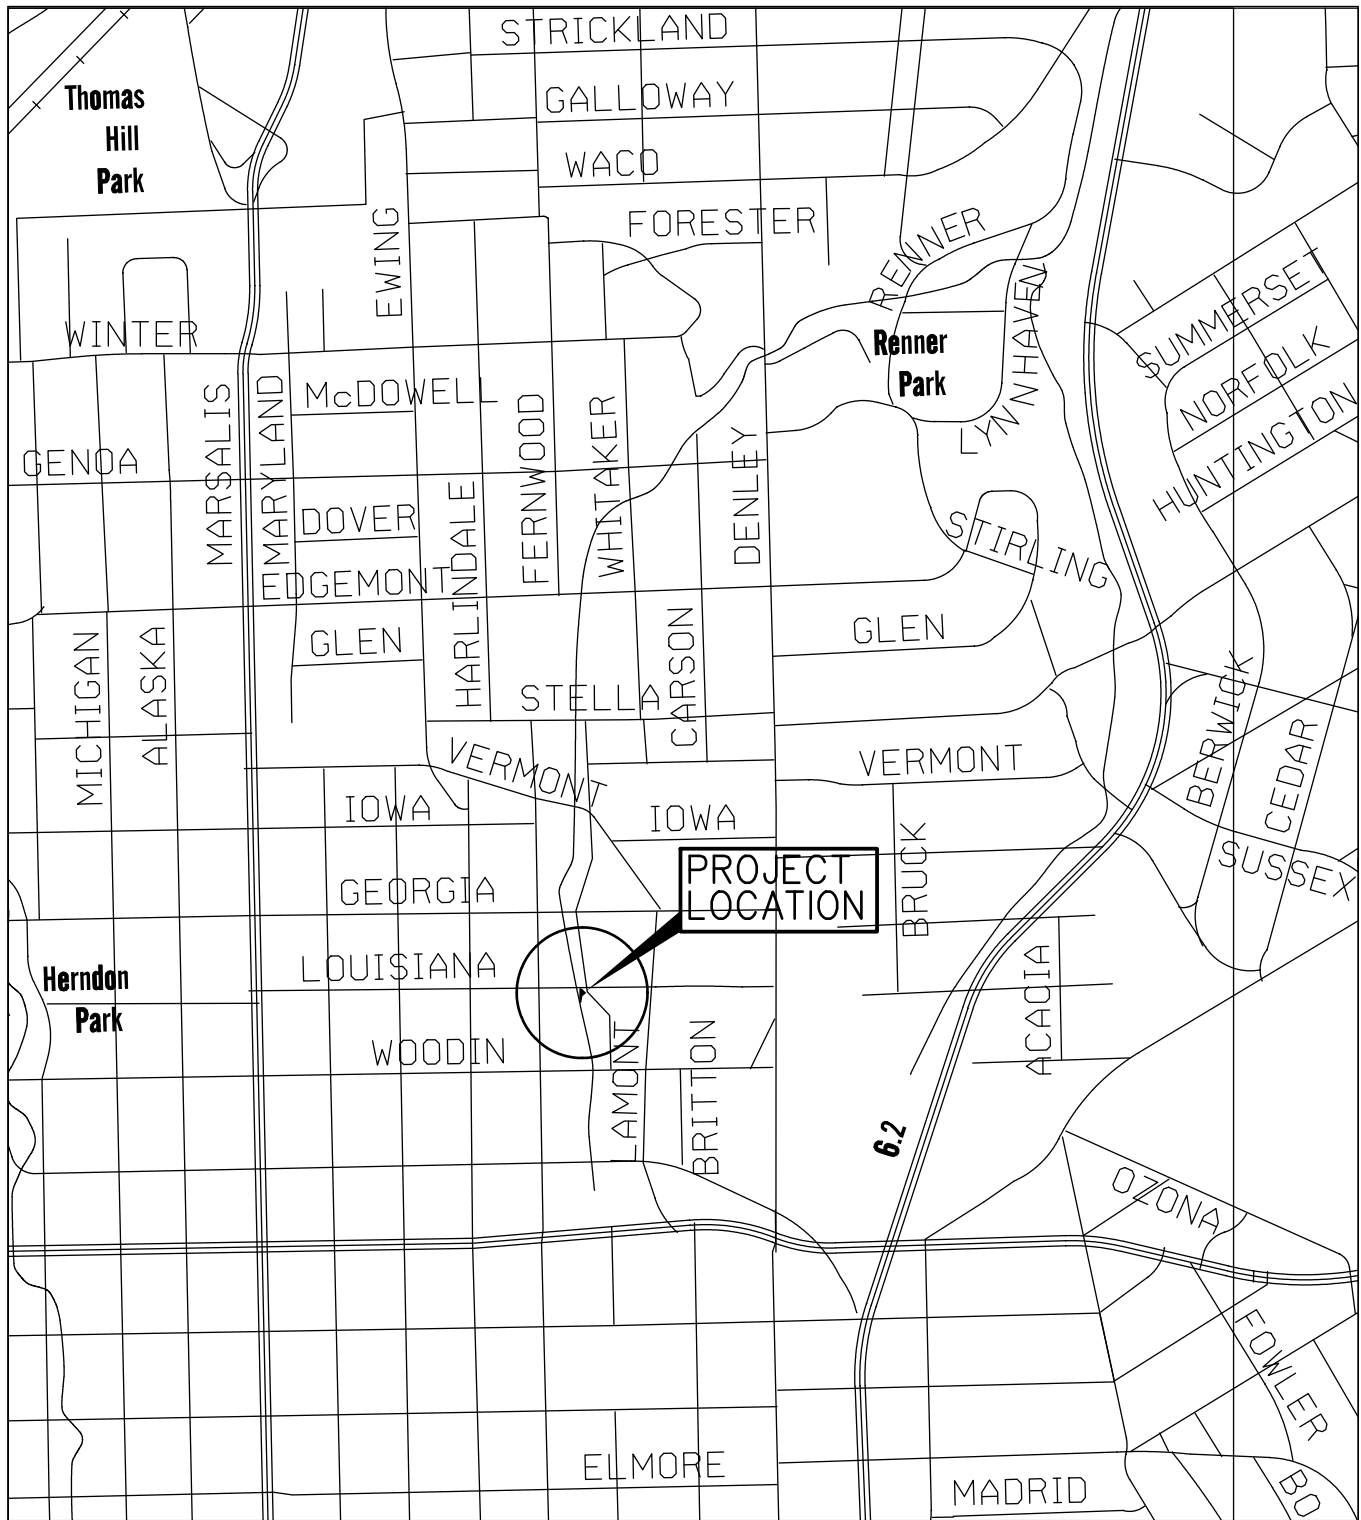 STRICKLAND
Thomas
Hill
Park
GALLOWAY
WACO
FORESTER
EWING
RENNER
SUMMERSET
LYNNHAVEN
WINTER
Renner
Park
NORFOLK
McDOWELL
HUNTINGTON
GENOA
MARSALIS
MARYLAND
FERNWOOD
WHITAKER
DENLEY
DOVER
HARLINDALE
STIRLING
EDGEMONT
GLEN
GLEN
MICHIGAN
ALASKA
CARSON
STELLA
BERWICK
VERMONT
VERMONT
CEDAR
IOWA
IOWA
BRUCK
SUSSEX
PROJECT
LOCATION
GEORGIA
LOUISIANA
Herndon
Park
ACACIA
WOODIN
LAMONT
BRITTON
6.2
OZONA
FOWLER
ELMORE
MADRID
BO